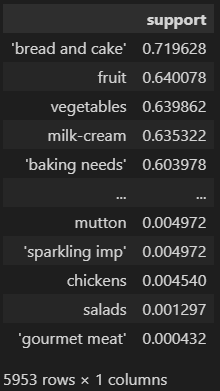 support
'bread and cake' 0.719628
fruit 0.640078
vegetables 0.639862
milk-cream 0.635322
'baking needs' 0.603978
... ...
mutton 0.004972
'sparkling imp' 0.004972
chickens 0.004540
salads 0.001297
'gourmet meat' 0.000432
5953 rows × 1 columns